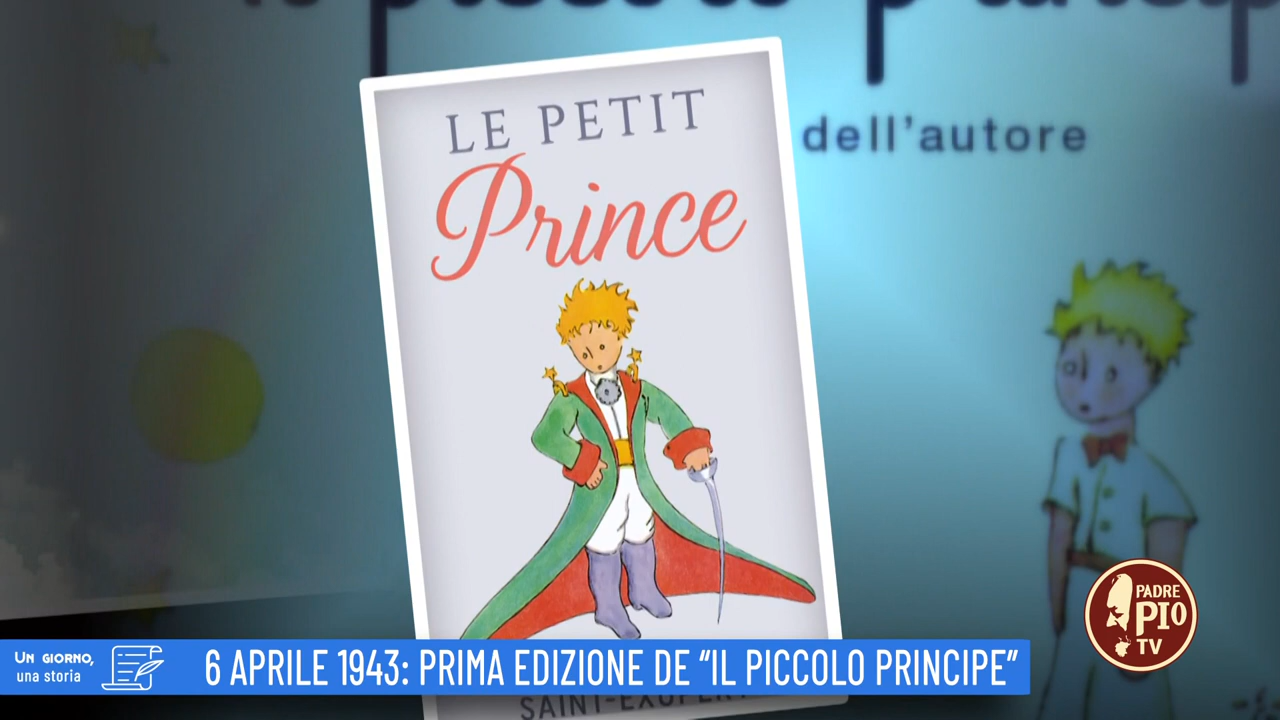 dell'autore
LE PETIT
Prince
PADRE
PIO
TV
Un giorno,
una storia
6 APRILE 1943: PRIMA EDIZIONE DE “IL PICCOLO PRINCIPE”